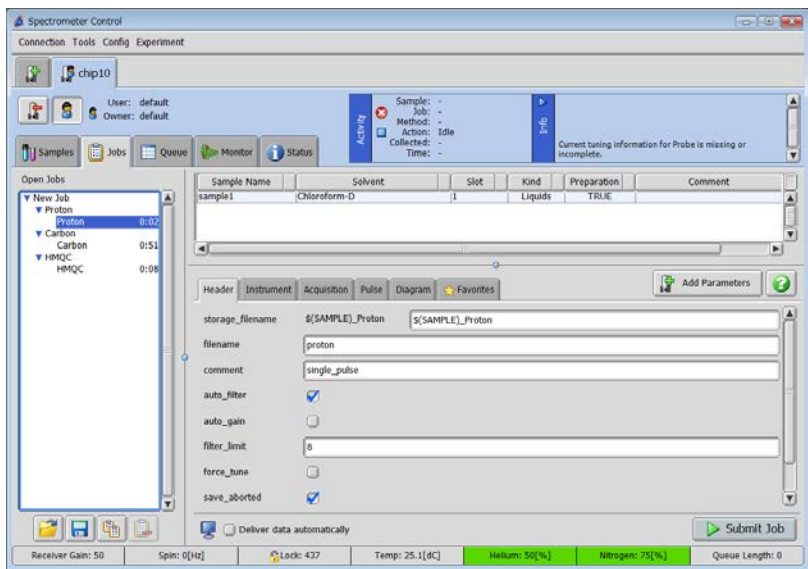 Spectrometer Control
Connection Tools Config Experiment
chip10
User: default
Owner: default
Activity
Sample: -
Job: -
Method: -
Action: Idle
Collected: -
Time: -
Info
Current tuning information for Probe is missing or
incomplete.
Samples Jobs Queue Monitor Status
Open Jobs
New Job
Proton
Proton 0:02
Carbon
Carbon 0:51
HMQC
HMQC 0:08
Sample Name Solvent Slot Kind Preparation Comment
sample1 Chloroform-D 1 Liquids TRUE
Header Instrument Acquisition Pulse Diagram Favorites Add Parameters
storage_filename $(SAMPLE)_Proton $(SAMPLE)_Proton
filename proton
comment single_pulse
auto_filter
auto_gain
filter_limit 8
force_tune
save_aborted
Deliver data automatically Submit Job
Receiver Gain: 50 Spin: 0[Hz] Lock: 437 Temp: 25.1[dC] Helium: 50[%] Nitrogen: 75[%] Queue Length: 0